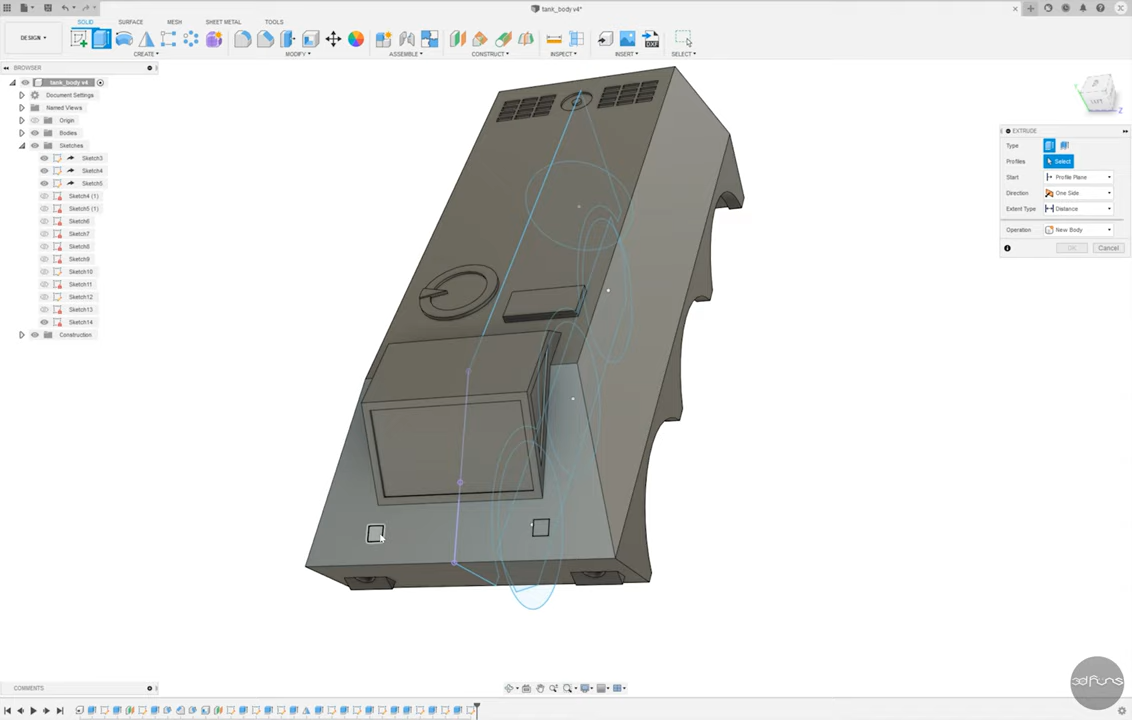 tank_body v4*
SOLID SURFACE MESH SHEET METAL TOOLS
DESIGN
CREATE MODIFY ASSEMBLE CONSTRUCT INSPECT INSERT SELECT
BROWSER
tank_body v4
Document Settings
Named Views
Origin
Bodies
Sketches
Sketch3
Sketch4
Sketch5
Sketch4 (1)
Sketch5 (1)
Sketch6
Sketch7
Sketch8
Sketch9
Sketch10
Sketch11
Sketch12
Sketch13
Sketch14
Construction
LEFT
Z
EXTRUDE
Type
Profiles Select
Start Profile Plane
Direction One Side
Extent Type Distance
Operation New Body
OK Cancel
COMMENTS
3dfuns